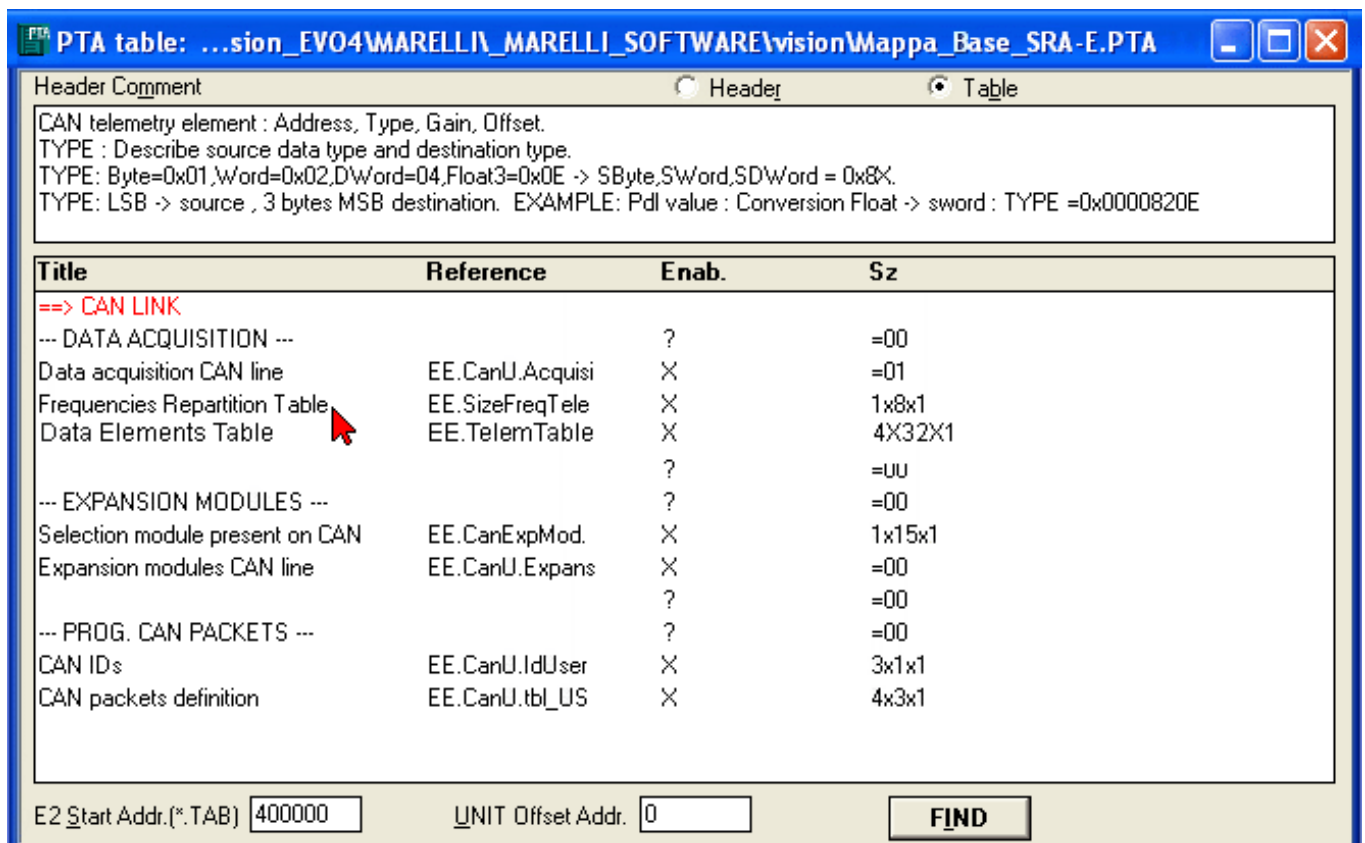 PTA table: ...sion_EVO4\MARELLI\_MARELLI_SOFTWARE\vision\Mappa_Base_SRA-E.PTA
Header Comment Header Table
CAN telemetry element : Address, Type, Gain, Offset.
TYPE : Describe source data type and destination type.
TYPE: Byte=0x01,Word=0x02,DWord=04,Float3=0x0E -> SByte,SWord,SDWord = 0x8X.
TYPE: LSB -> source , 3 bytes MSB destination. EXAMPLE: Pdl value : Conversion Float -> sword : TYPE =0x0000820E
Title Reference Enab. Sz
==> CAN LINK
--- DATA ACQUISITION --- ? =00
Data acquisition CAN line EE.CanU.Acquisi X =01
Frequencies Repartition Table EE.SizeFreqTele X 1x8x1
Data Elements Table EE.TelemTable X 4X32X1
? =00
--- EXPANSION MODULES --- ? =00
Selection module present on CAN EE.CanExpMod. X 1x15x1
Expansion modules CAN line EE.CanU.Expans X =00
? =00
--- PROG. CAN PACKETS --- ? =00
CAN IDs EE.CanU.IdUser X 3x1x1
CAN packets definition EE.CanU.tbl_US X 4x3x1
E2 Start Addr.(*.TAB) 400000 UNIT Offset Addr. 0 FIND